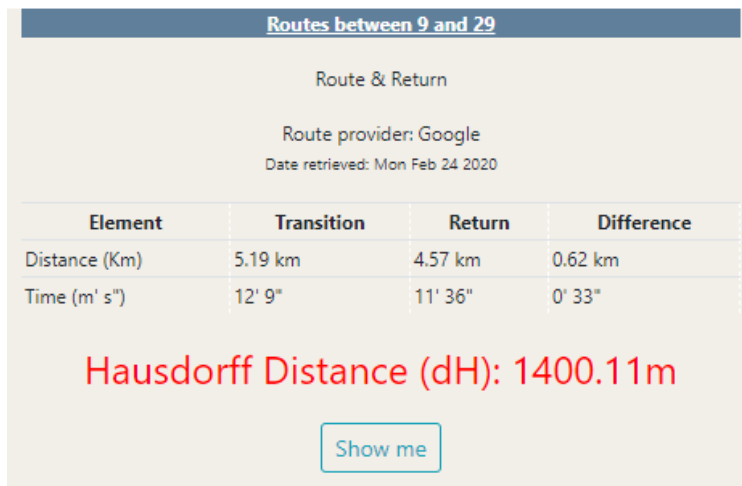 Routes between 9 and 29
Route & Return
Route provider: Google
Date retrieved: Mon Feb 24 2020
Element Transition Return Difference
Distance (Km) 5.19 km 4.57 km 0.62 km
Time (m' s") 12' 9" 11' 36" 0' 33"
Hausdorff Distance (dH): 1400.11m
Show me